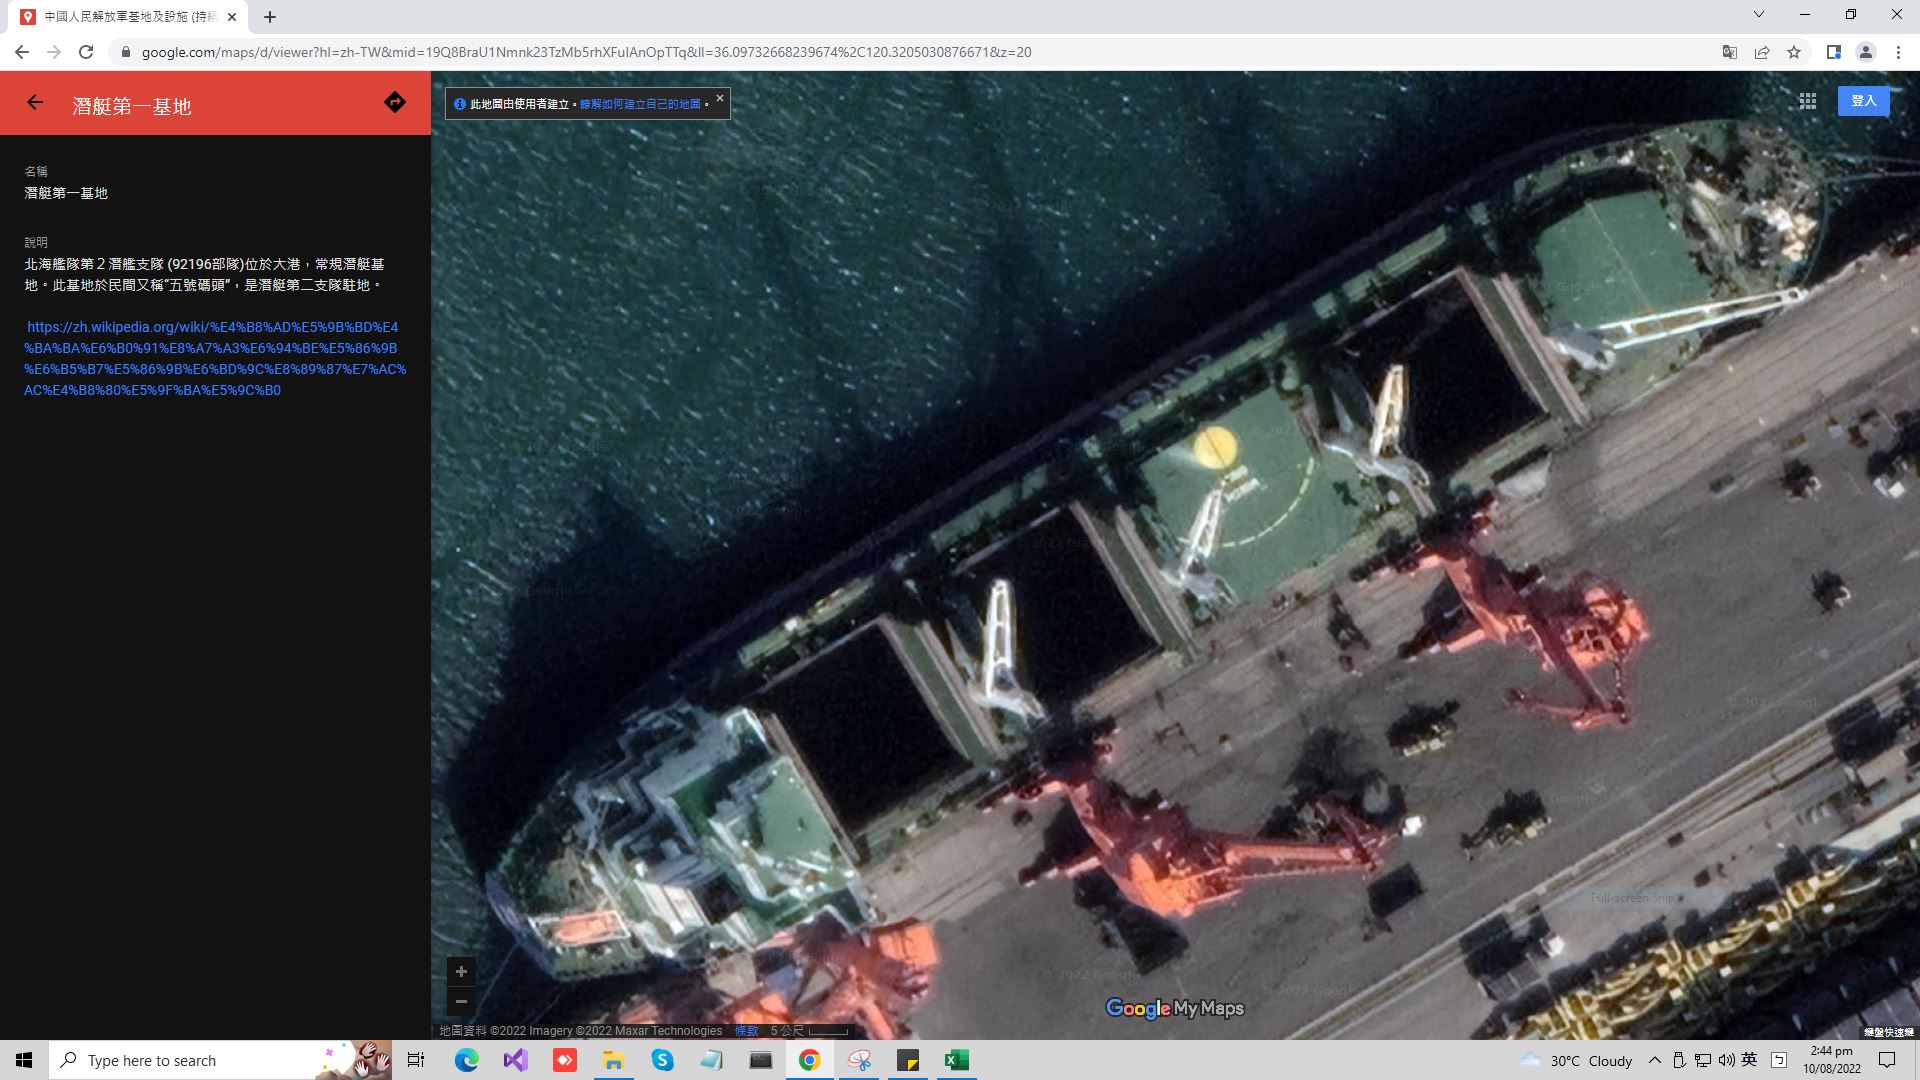 中國人民解放軍基地及設施 (持續
google.com/maps/d/viewer?hl=zh-TW&mid=19Q8BraU1Nmnk23TzMb5rhXFulAnOpTTq&ll=36.09732668239674%2C120.3205030876671&z=20
潛艇第一基地
此地圖由使用者建立。瞭解如何建立自己的地圖。
登入
名稱
潛艇第一基地
說明
北海艦隊第２潛艦支隊 (92196部隊)位於大港，常規潛艇基
地。此基地於民間又稱“五號碼頭”，是潛艇第二支隊駐地。
https://zh.wikipedia.org/wiki/%E4%B8%AD%E5%9B%BD%E4
%BA%BA%E6%B0%91%E8%A7%A3%E6%94%BE%E5%86%9B
%E6%B5%B7%E5%86%9B%E6%BD%9C%E8%89%87%E7%AC%
AC%E4%B8%80%E5%9F%BA%E5%9C%B0
Full-screen Snip
Google My Maps
地圖資料 ©2022 Imagery ©2022 Maxar Technologies 條款 5 公尺
鍵盤快速鍵
Type here to search
30°C Cloudy
英
2:44 pm
10/08/2022